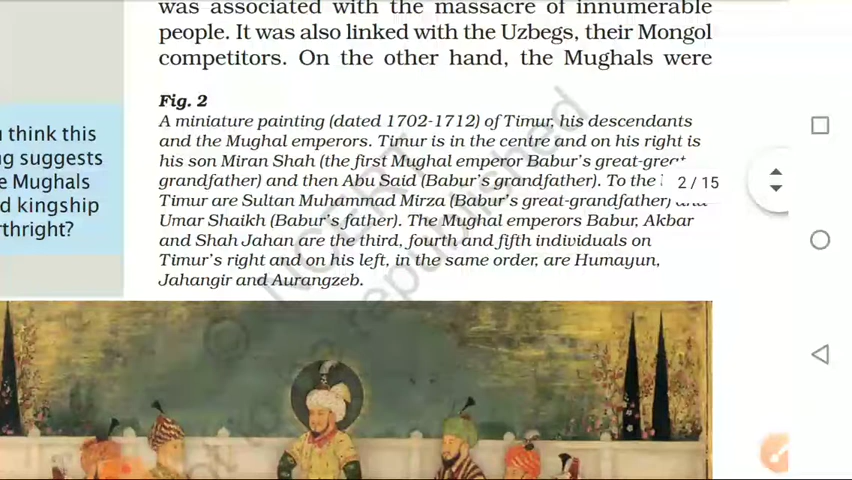 was associated with the massacre of innumerable
people. It was also linked with the Uzbegs, their Mongol
competitors. On the other hand, the Mughals were
Fig. 2
A miniature painting (dated 1702-1712) of Timur, his descendants
and the Mughal emperors. Timur is in the centre and on his right is
his son Miran Shah (the first Mughal emperor Babur's great-great
grandfather) and then Abu Said (Babur's grandfather). To the
Timur are Sultan Muhammad Mirza (Babur's great-grandfather) and
Umar Shaikh (Babur's father). The Mughal emperors Babur, Akbar
and Shah Jahan are the third, fourth and fifth individuals on
Timur's right and on his left, in the same order, are Humayun,
Jahangir and Aurangzeb.
think this
suggests
Mughals
kingship
2 / 15
© NCERT
not to be republished